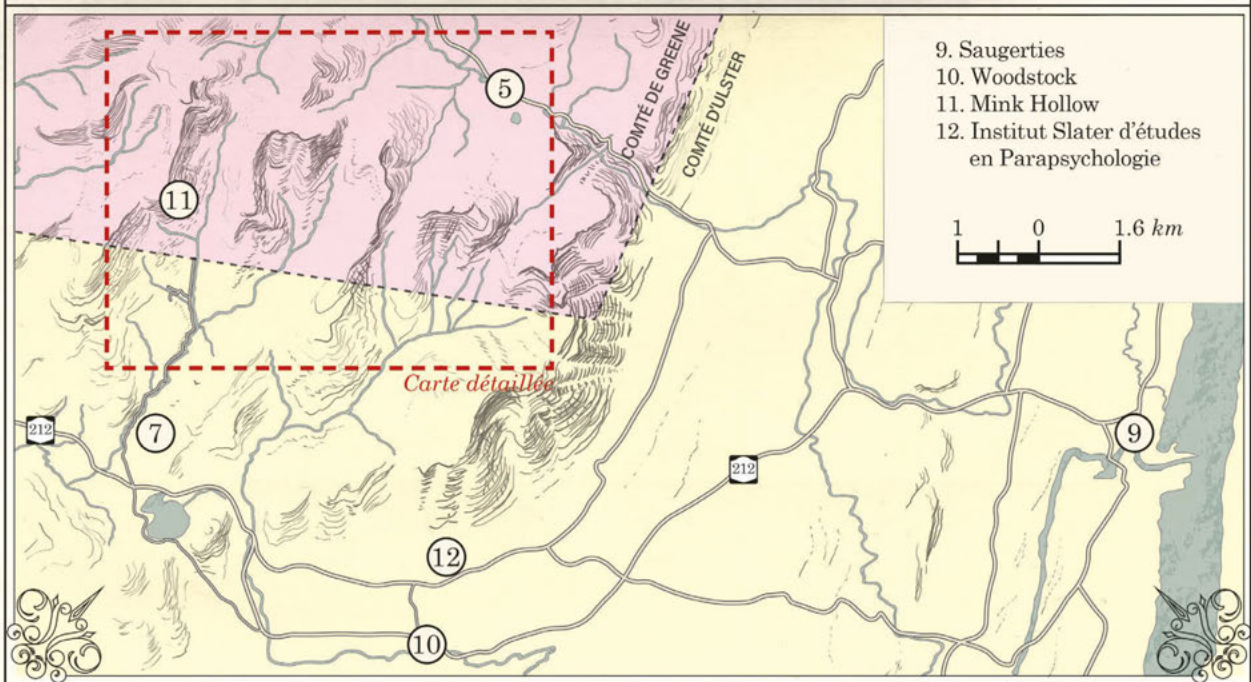 9. Saugerties
10. Woodstock
11. Mink Hollow
12. Institut Slater d'études
en Parapsychologie
1 0 1.6 km
5
COMTÉ DE GREENE
COMTÉ D'ULSTER
11
Carte détaillée
212
7
9
212
12
10